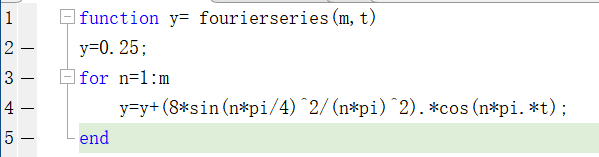 1 function y= fourierseries(m,t)
2 y=0.25;
3 for n=1:m
4 y=y+(8*sin(n*pi/4)^2/(n*pi)^2).*cos(n*pi.*t);
5 end